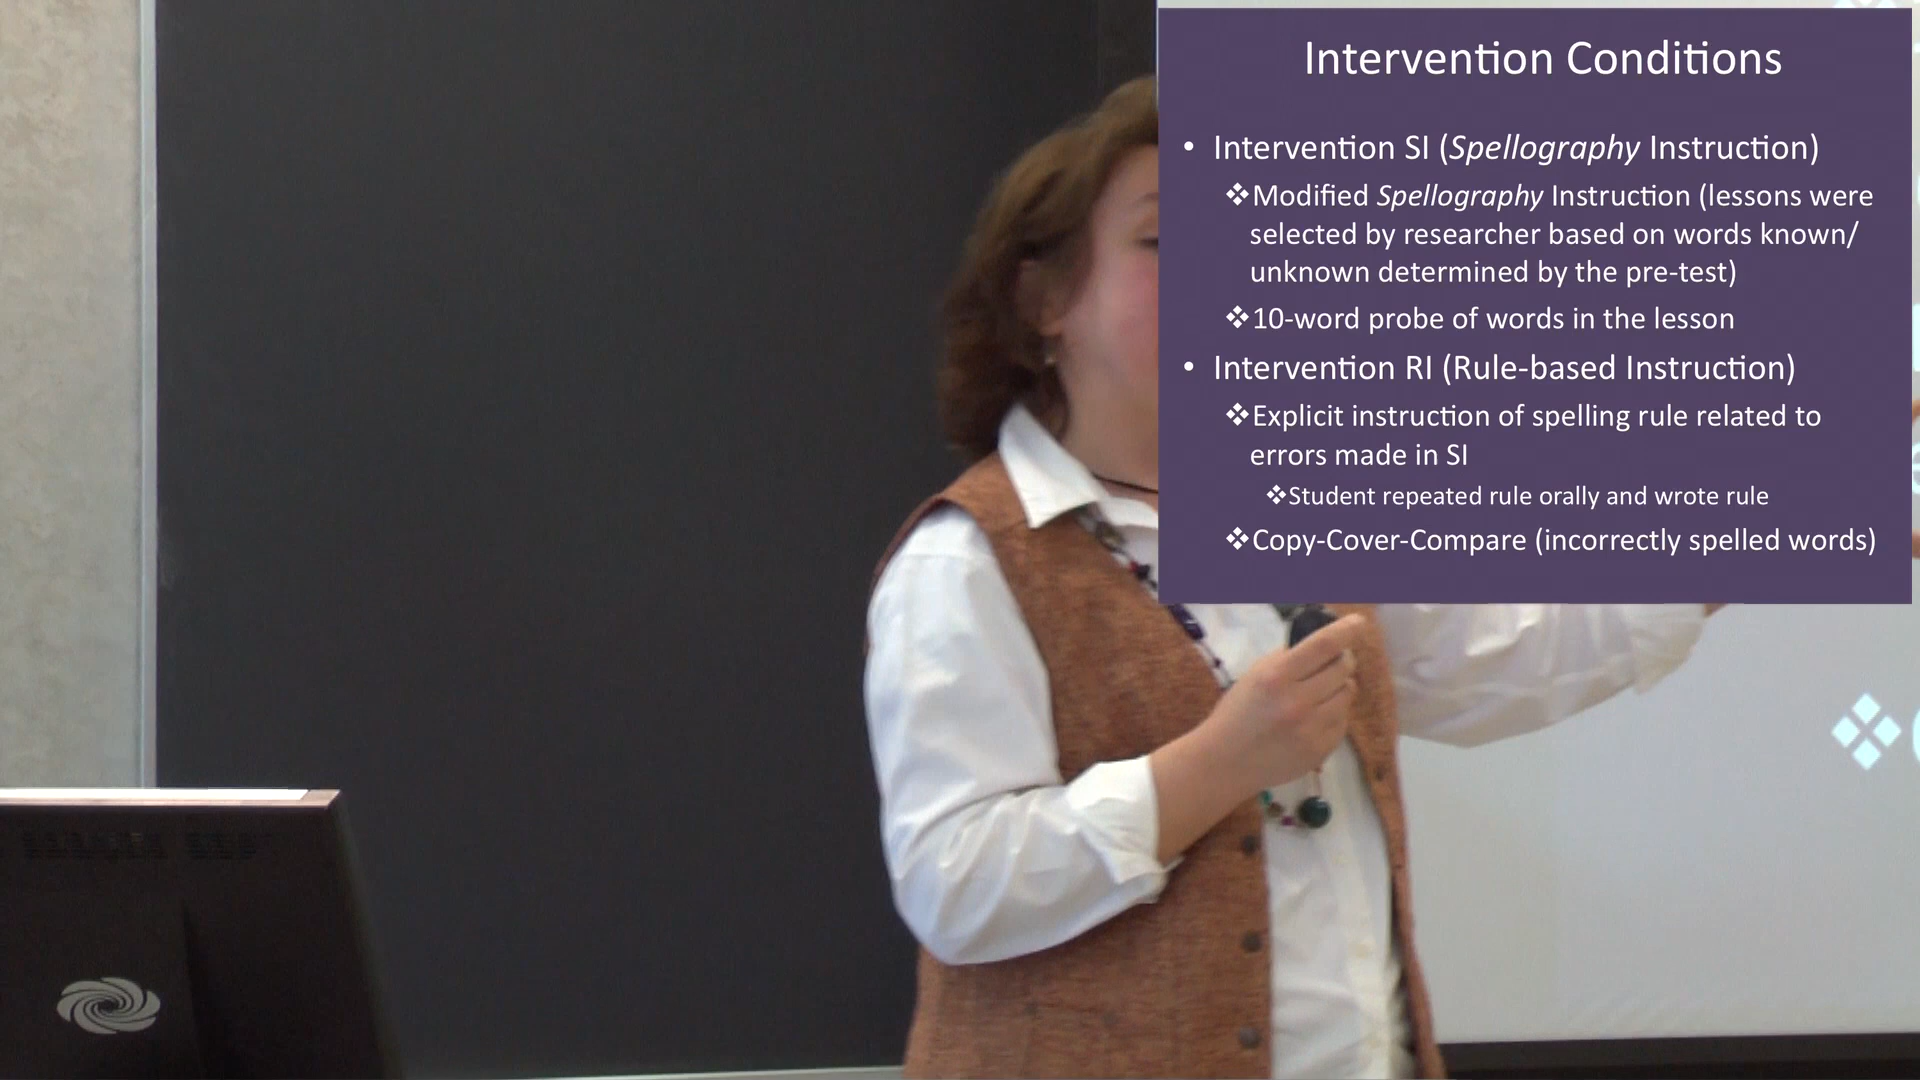 Intervention Conditions
• Intervention SI (Spellography Instruction)
❖Modified Spellography Instruction (lessons were
selected by researcher based on words known/
unknown determined by the pre-test)
❖10-word probe of words in the lesson
• Intervention RI (Rule-based Instruction)
❖Explicit instruction of spelling rule related to
errors made in SI
❖Student repeated rule orally and wrote rule
❖Copy-Cover-Compare (incorrectly spelled words)